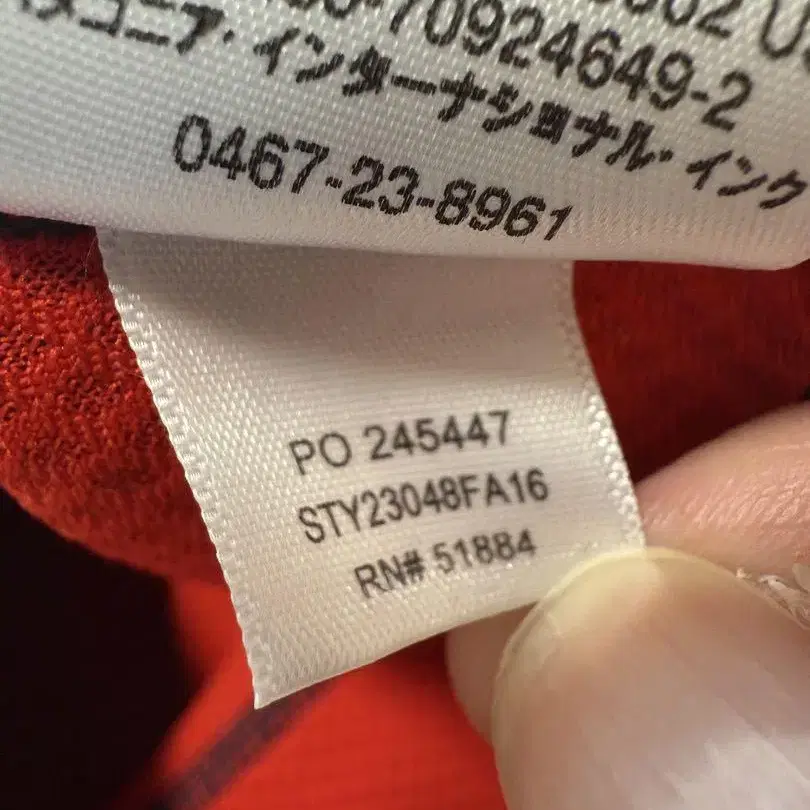 70924649-2
タゴニア・インターナショナル・インク
0467-23-8961
PO 245447
STY23048FA16
RN# 51884